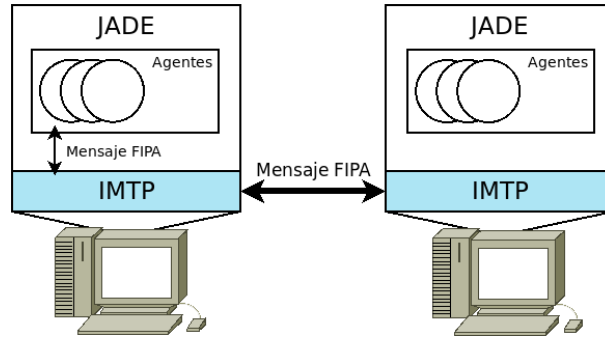 JADE
Agentes
Mensaje FIPA
IMTP
Mensaje FIPA
JADE
Agentes
IMTP